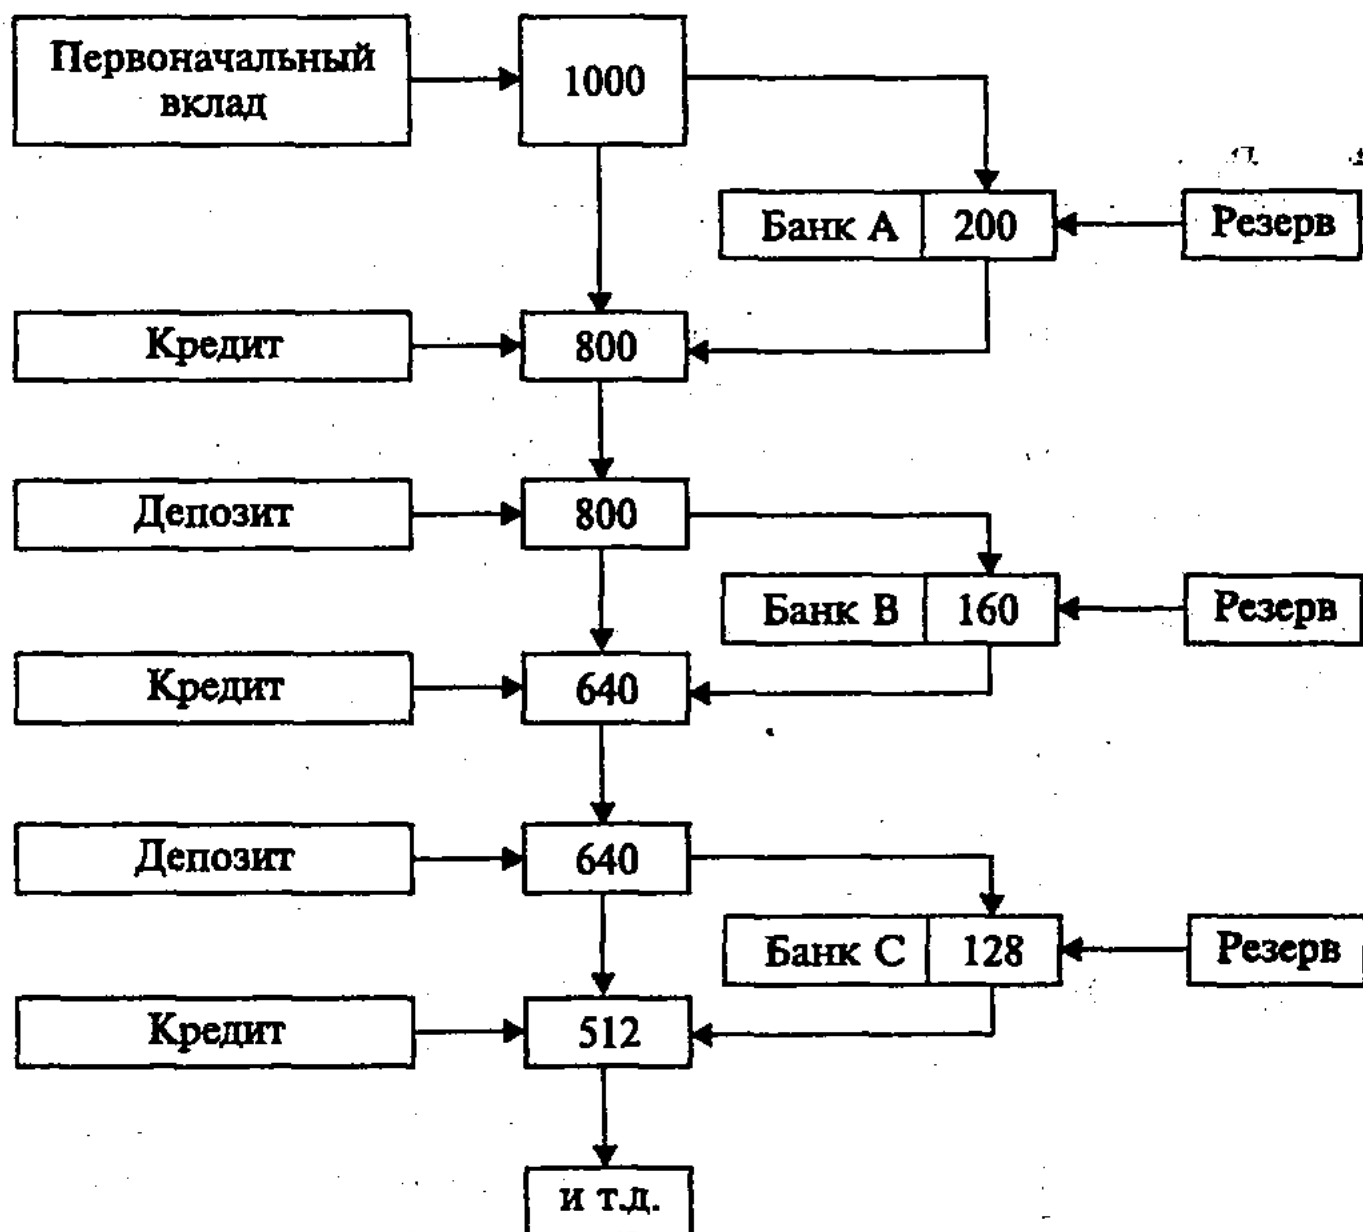 Первоначальный
вклад
1000
Банк А
200
Резерв
Кредит
800
Депозит
800
Банк В
160
Резерв
Кредит
640
Депозит
640
Банк С
128
Резерв
Кредит
512
и т.д.